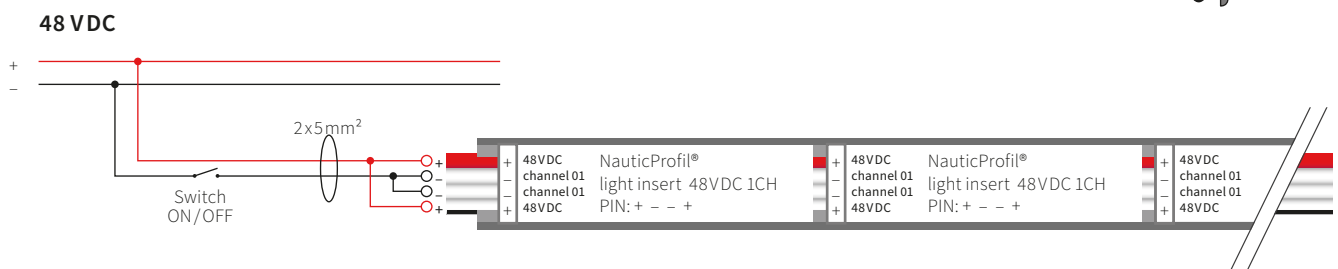 48 VDC
+
−
2x5mm²
Switch
ON/OFF
+
−
−
+
+
−
−
+
48VDC
channel 01
channel 01
48VDC
NauticProfil®
light insert 48VDC 1CH
PIN: + − − +
+
−
−
+
48VDC
channel 01
channel 01
48VDC
NauticProfil®
light insert 48VDC 1CH
PIN: + − − +
+
−
−
+
48VDC
channel 01
channel 01
48VDC